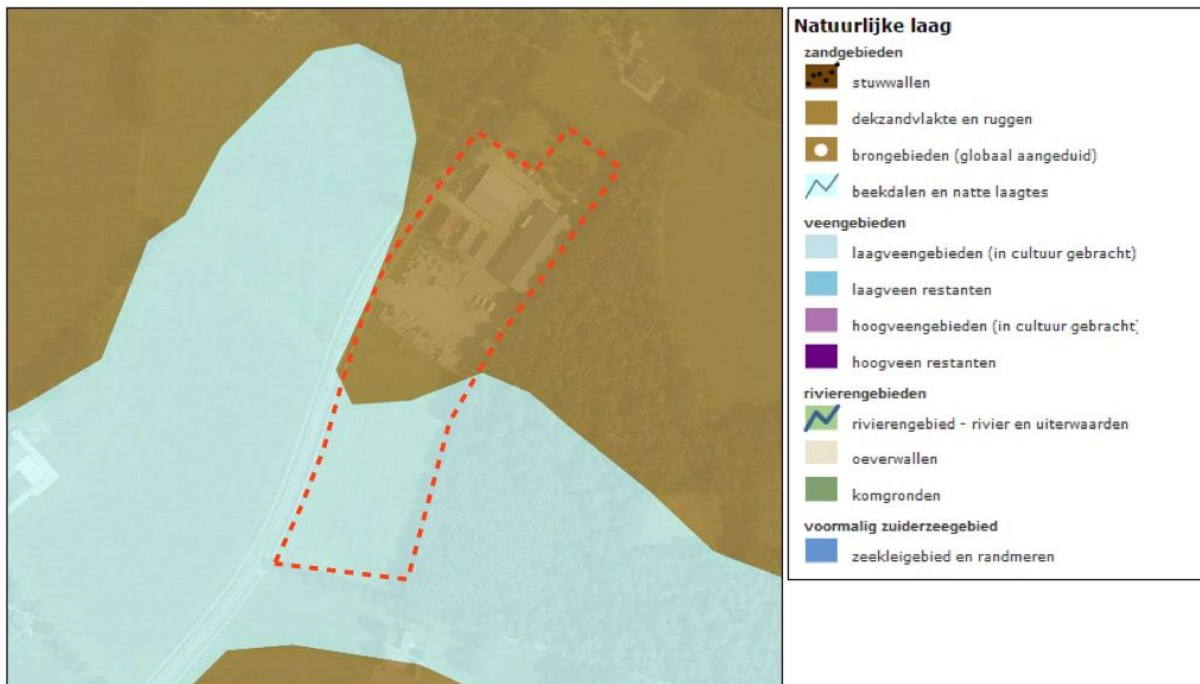 Natuurlijke laag
zandgebieden
stuwwallen
dekzandvlakte en ruggen
brongebieden (globaal aangeduid)
beekdalen en natte laagtes
veengebieden
laagveengebieden (in cultuur gebracht)
laagveen restanten
hoogveengebieden (in cultuur gebracht)
hoogveen restanten
rivierengebieden
rivierengebied - rivier en uiterwaarden
oeverwallen
komgronden
voormalig zuiderzeegebied
zeekleigebied en randmeren